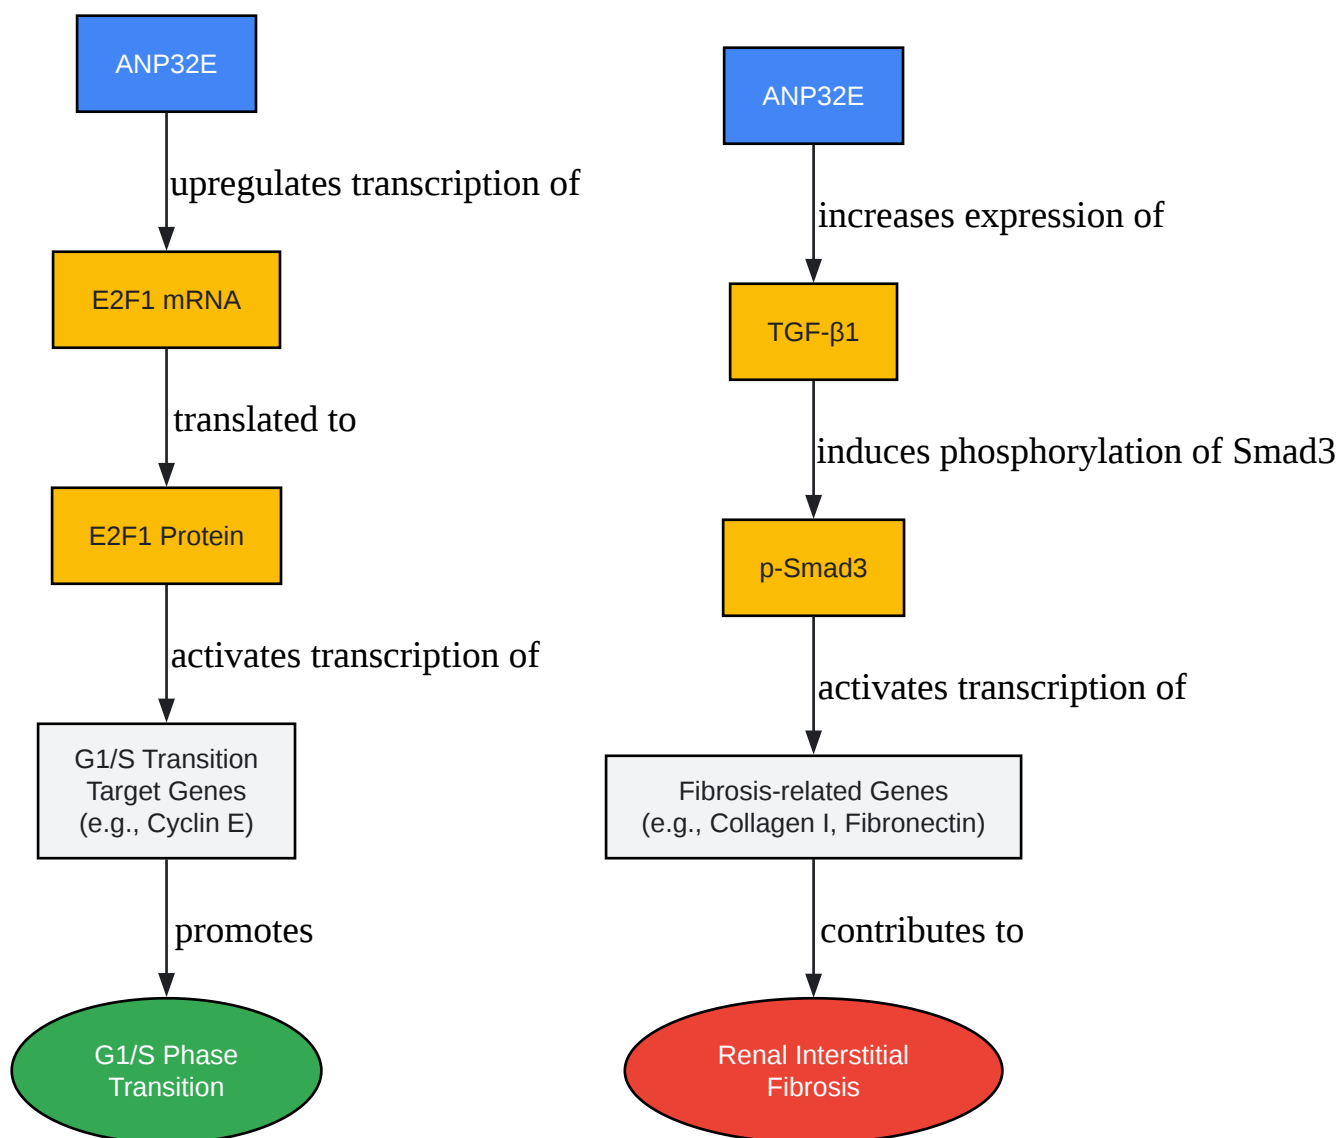 ANP32E
upregulates transcription of
E2F1 mRNA
translated to
E2F1 Protein
activates transcription of
G1/S Transition
Target Genes
(e.g., Cyclin E)
promotes
G1/S Phase
Transition
ANP32E
increases expression of
TGF-β1
induces phosphorylation of Smad3
p-Smad3
activates transcription of
Fibrosis-related Genes
(e.g., Collagen I, Fibronectin)
contributes to
Renal Interstitial
Fibrosis